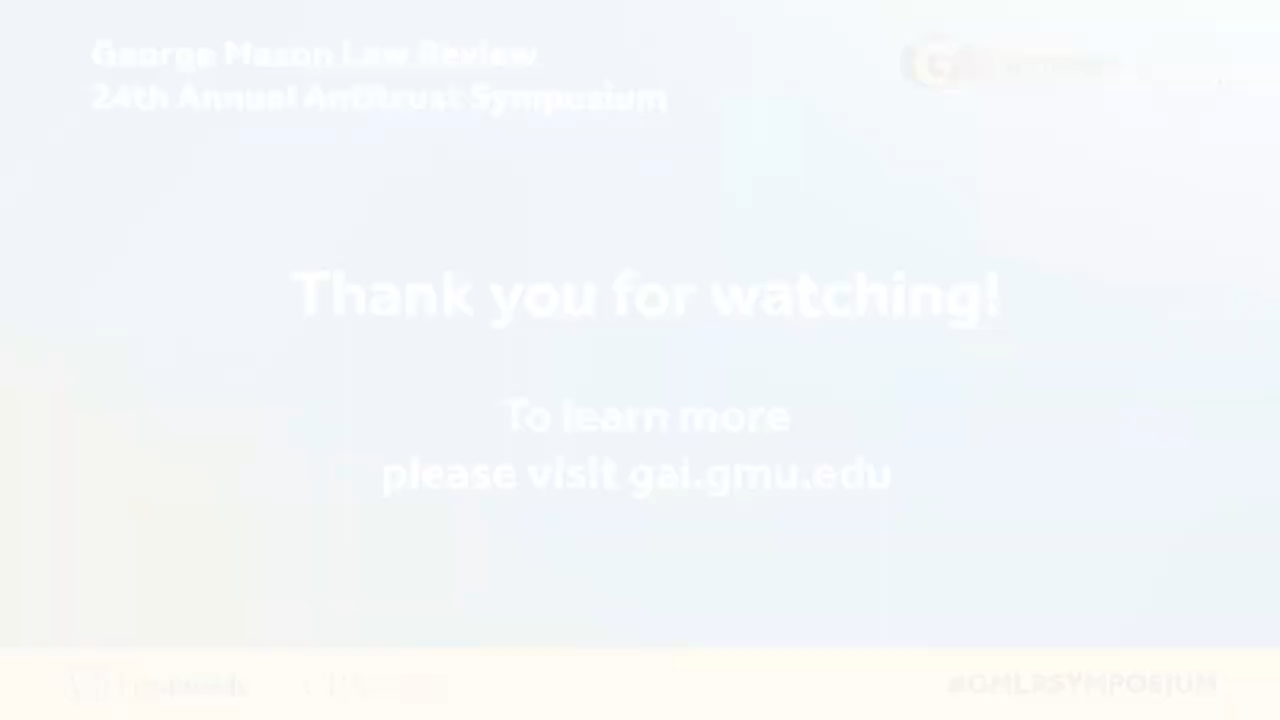 George Mason Law Review
24th Annual Antitrust Symposium
G
Thank you for watching!
To learn more
please visit gai.gmu.edu
#GMLRSYMPOSIUM